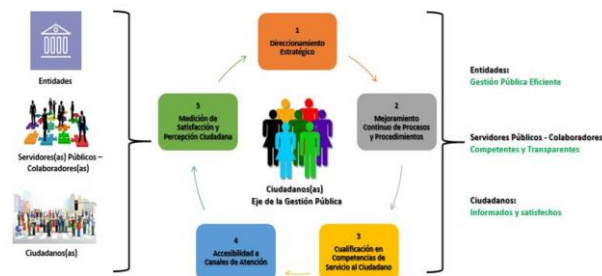 Entidades
Servidores(as) Públicos –
Colaboradores(as)
Ciudadanos(as)
1
Direccionamiento
Estratégico
2
Mejoramiento
Continuo de Procesos
y Procedimientos
3
Cualificación en
Competencias de
Servicio al Ciudadano
4
Accesibilidad a
Canales de Atención
5
Medición de
Satisfacción y
Percepción Ciudadana
Ciudadanos(as)
Eje de la Gestión Pública
Entidades:
Gestión Pública Eficiente
Servidores Públicos - Colaboradores
Competentes y Transparentes
Ciudadanos:
Informados y satisfechos